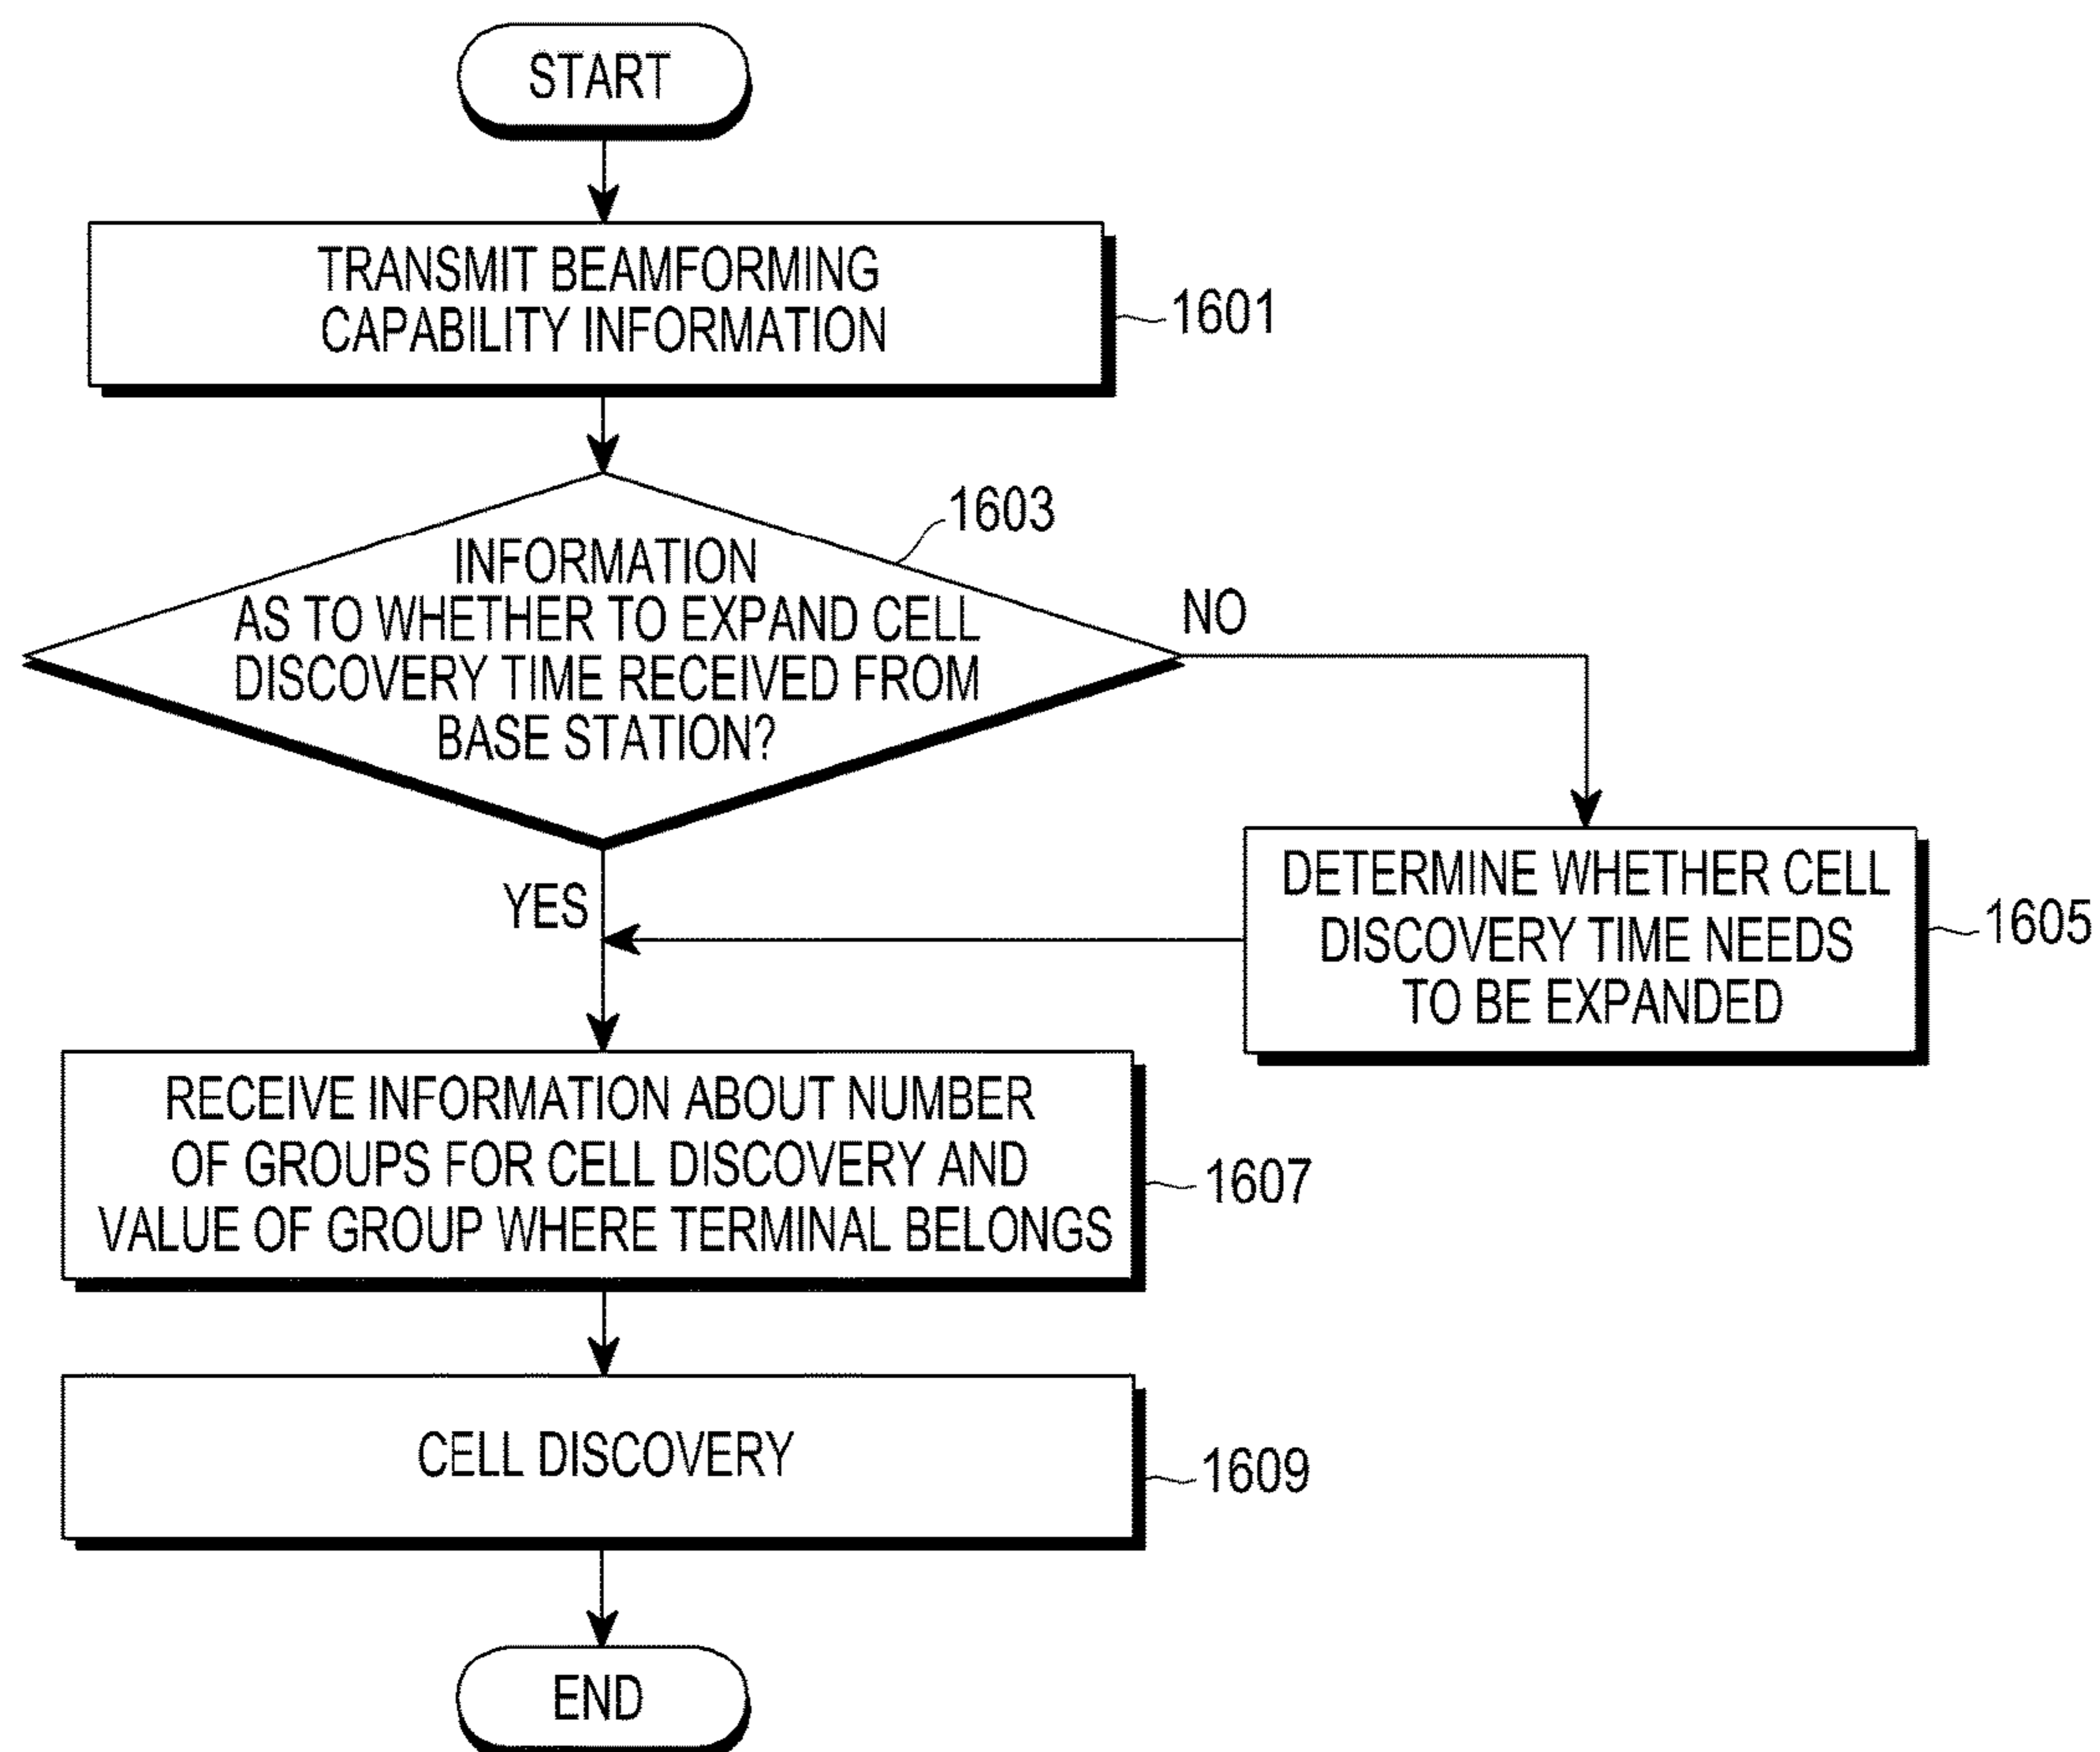 START
TRANSMIT BEAMFORMING
CAPABILITY INFORMATION
1601
1603
INFORMATION
AS TO WHETHER TO EXPAND CELL
DISCOVERY TIME RECEIVED FROM
BASE STATION?
NO
YES
DETERMINE WHETHER CELL
DISCOVERY TIME NEEDS
TO BE EXPANDED
1605
RECEIVE INFORMATION ABOUT NUMBER
OF GROUPS FOR CELL DISCOVERY AND
VALUE OF GROUP WHERE TERMINAL BELONGS
1607
CELL DISCOVERY
1609
END